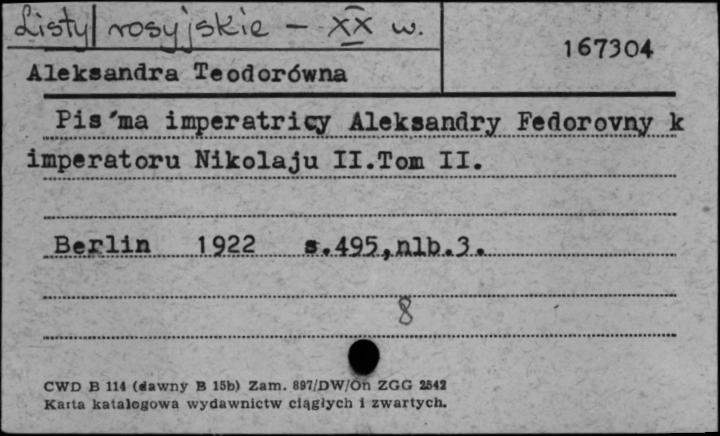 Listy rosyjskie - XX w.
167304
Aleksandra Teodorówna
Pis'ma imperatricy Aleksandry Fedorovny k
imperatoru Nikolaju II.Tom II.
Berlin 1922 s.495,nlb.3.
8
CWD B 114 (dawny B 15b) Zam. 897/DW/On ZGG 2542
Karta katalogowa wydawnictw ciągłych i zwartych.